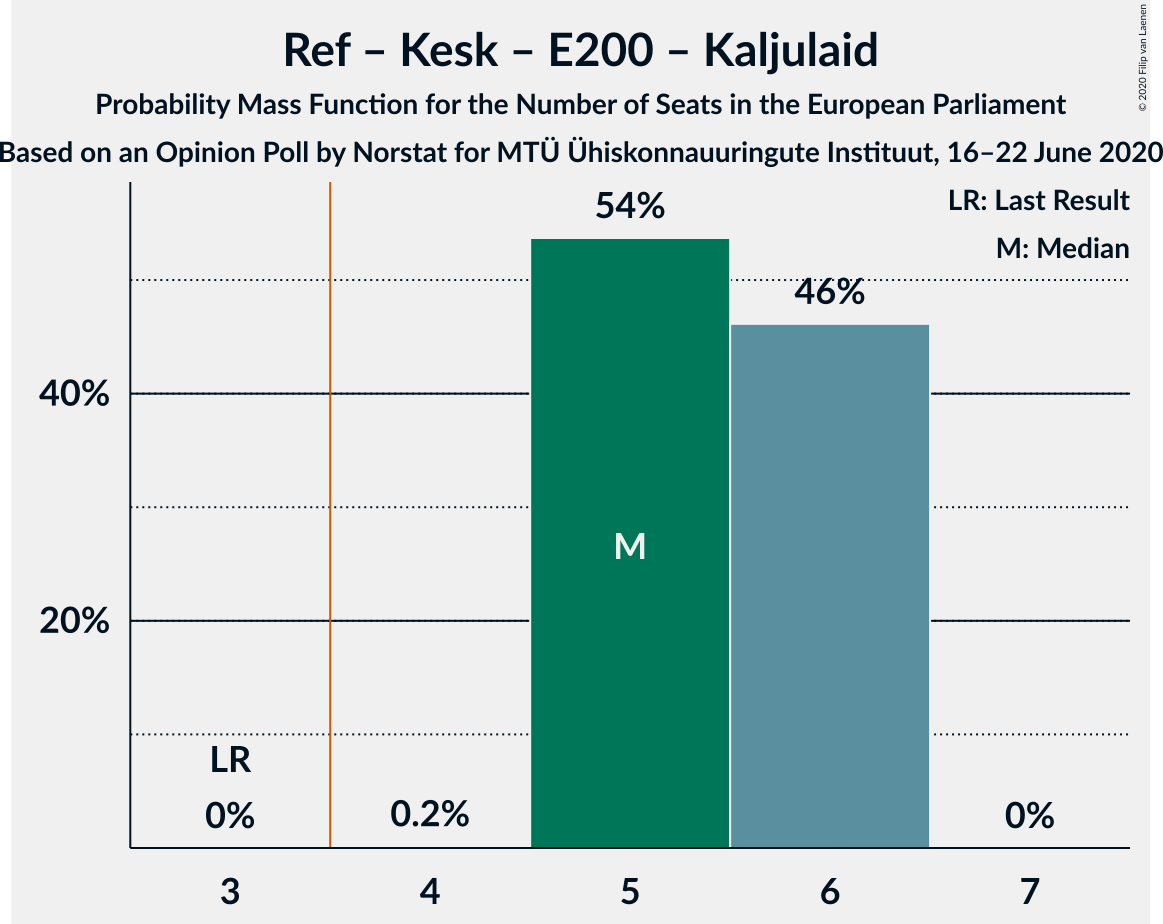 Ref – Kesk – E200 – Kaljulaid
Probability Mass Function for the Number of Seats in the European Parliament
Based on an Opinion Poll by Norstat for MTÜ Ühiskonnauuringute Instituut, 16–22 June 2020
© 2020 Filip van Laenen
LR: Last Result
M: Median
54%
46%
40%
M
20%
LR
0%
0.2%
0%
3
4
5
6
7